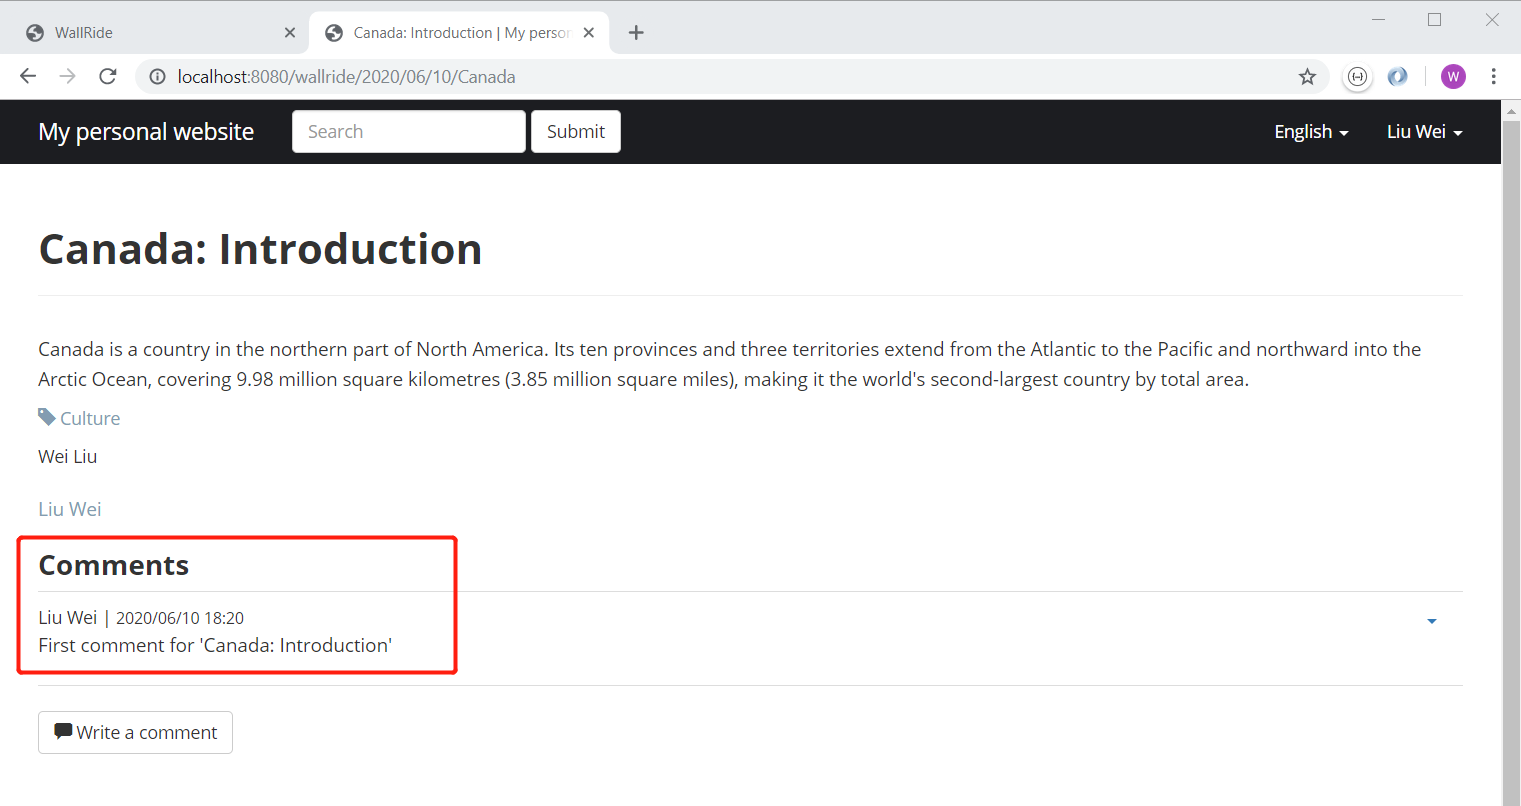 WallRide
Canada: Introduction | My person
localhost:8080/wallride/2020/06/10/Canada
W
My personal website
Search
Submit
English
Liu Wei
Canada: Introduction
Canada is a country in the northern part of North America. Its ten provinces and three territories extend from the Atlantic to the Pacific and northward into the
Arctic Ocean, covering 9.98 million square kilometres (3.85 million square miles), making it the world's second-largest country by total area.
Culture
Wei Liu
Liu Wei
Comments
Liu Wei | 2020/06/10 18:20
First comment for 'Canada: Introduction'
Write a comment